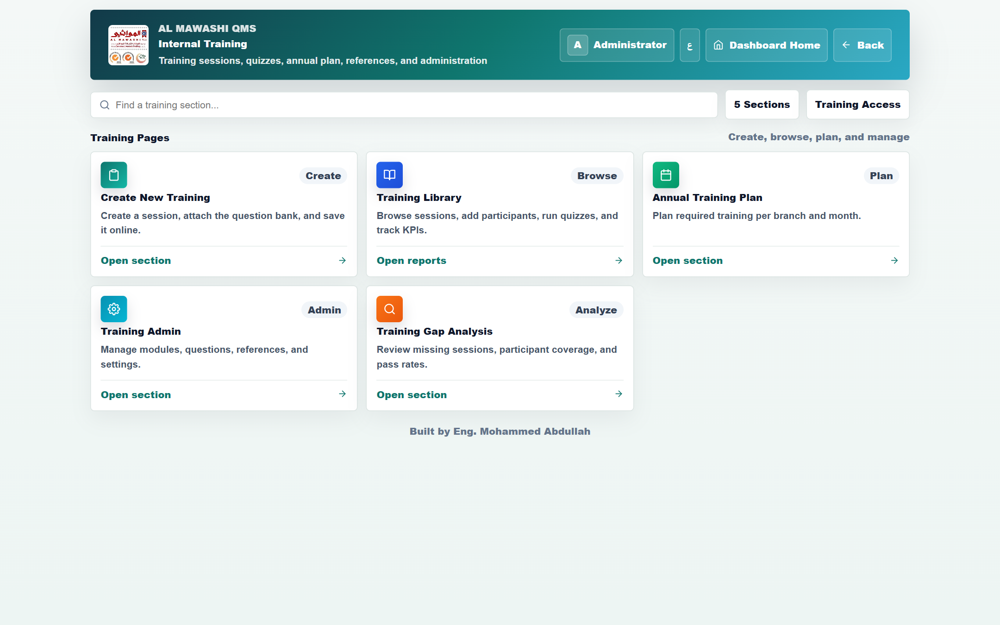 المواشي
AL MAWASHI
AL MAWASHI QMS
Internal Training
Training sessions, quizzes, annual plan, references, and administration
A Administrator
ع
Dashboard Home
Back
Find a training section...
5 Sections
Training Access
Training Pages
Create, browse, plan, and manage
Create
Create New Training
Create a session, attach the question bank, and save
it online.
Open section
Browse
Training Library
Browse sessions, add participants, run quizzes, and
track KPIs.
Open reports
Plan
Annual Training Plan
Plan required training per branch and month.
Open section
Admin
Training Admin
Manage modules, questions, references, and
settings.
Open section
Analyze
Training Gap Analysis
Review missing sessions, participant coverage, and
pass rates.
Open section
Built by Eng. Mohammed Abdullah